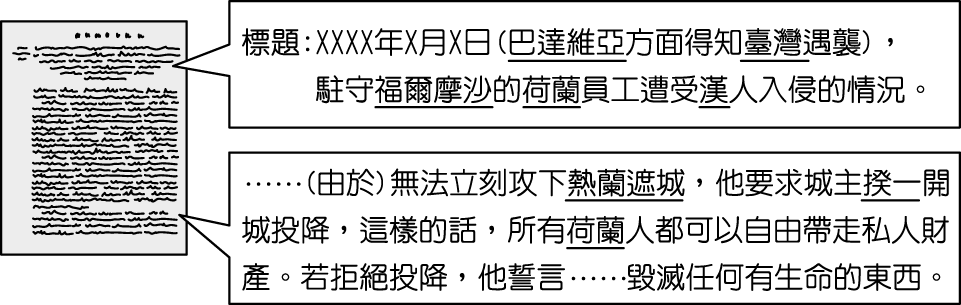 標題：XXXX年X月X日（巴達維亞方面得知臺灣遇襲），
駐守福爾摩沙的荷蘭員工遭受漢人入侵的情況。
……（由於）無法立刻攻下熱蘭遮城，他要求城主揆一開
城投降，這樣的話，所有荷蘭人都可以自由帶走私人財
產。若拒絕投降，他誓言……毀滅任何有生命的東西。